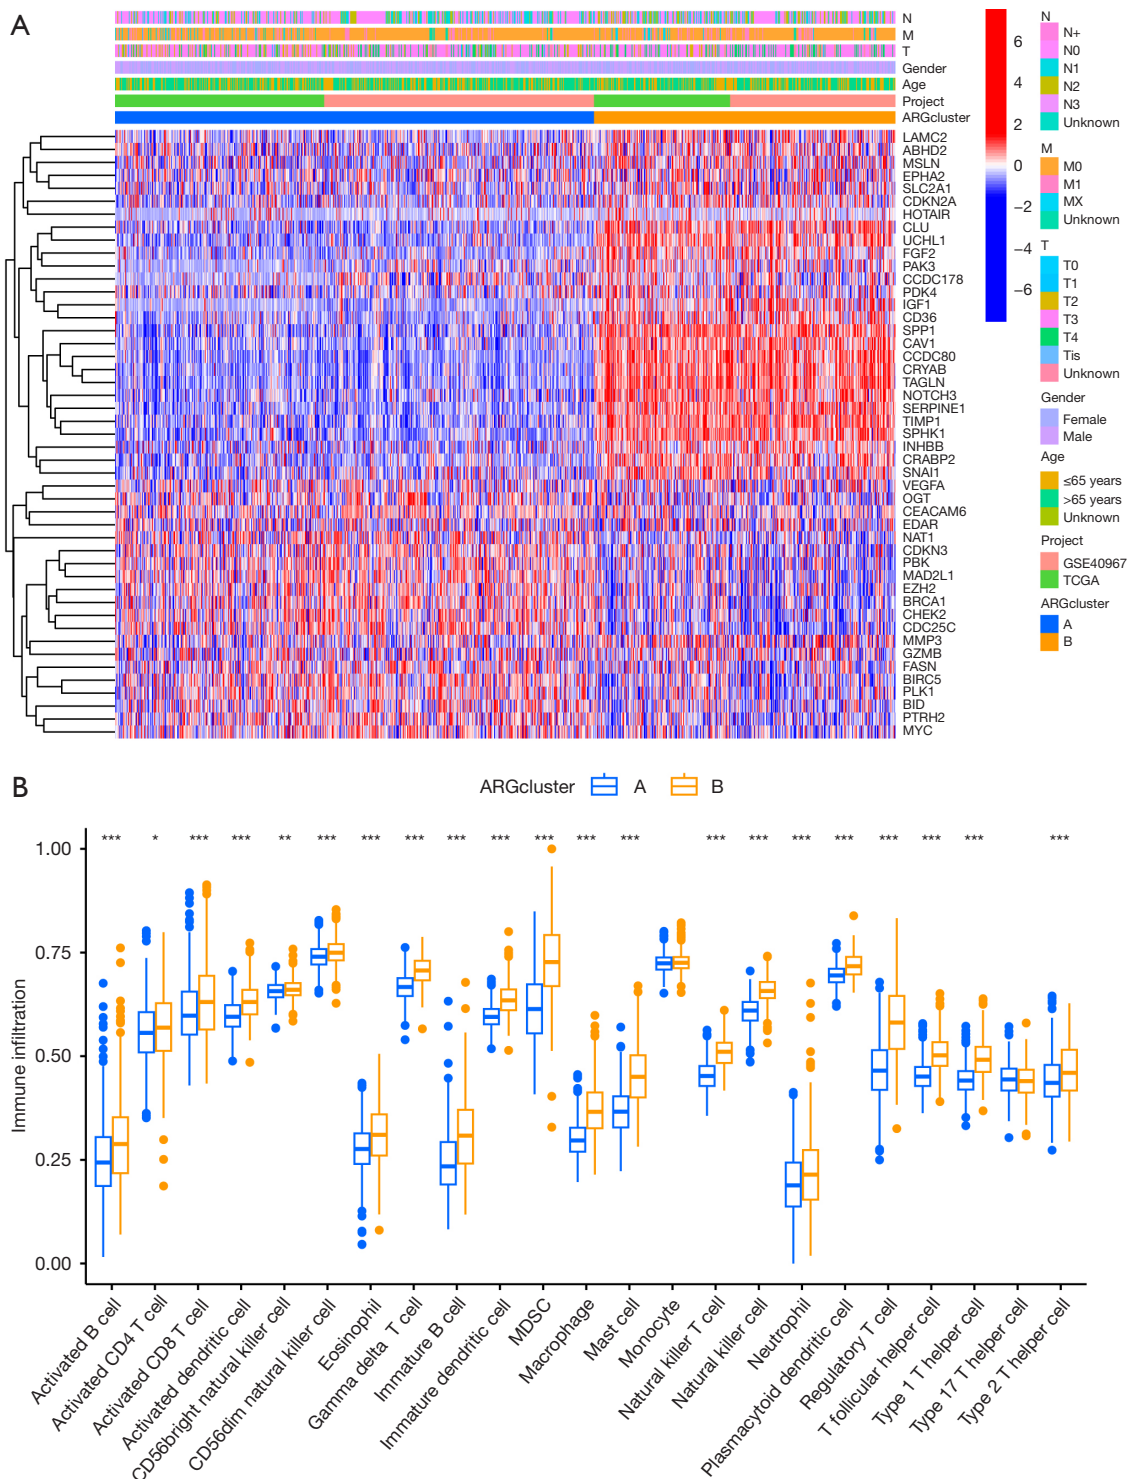 A
N
M
T
Gender
Age
Project
ARGcluster
LAMC2
ABHD2
MSLN
EPHA2
SLC2A1
CDKN2A
HOTAIR
CLU
UCHL1
FGF2
PAK3
CCDC178
PDK4
IGF1
CD36
SPP1
CAV1
CCDC80
CRYAB
TAGLN
NOTCH3
SERPINE1
TIMP1
SPHK1
INHBB
CRABP2
SNAI1
VEGFA
OGT
CEACAM6
EDAR
NAT1
CDKN3
PBK
MAD2L1
EZH2
BRCA1
CHEK2
CDC25C
MMP3
GZMB
FASN
BIRC5
PLK1
BID
PTRH2
MYC
6
4
2
0
−2
−4
−6
N
N+
N0
N1
N2
N3
Unknown
M
M0
M1
MX
Unknown
T
T0
T1
T2
T3
T4
Tis
Unknown
Gender
Female
Male
Age
≤65 years
>65 years
Unknown
Project
GSE40967
TCGA
ARGcluster
A
B
B
ARGcluster A B
*** * *** *** ** *** *** *** *** *** *** *** *** *** *** *** *** *** *** *** ***
Immune infiltration
1.00
0.75
0.50
0.25
0.00
Activated B cell
Activated CD4 T cell
Activated CD8 T cell
Activated dendritic cell
CD56bright natural killer cell
CD56dim natural killer cell
Eosinophil
Gamma delta T cell
Immature B cell
Immature dendritic cell
MDSC
Macrophage
Mast cell
Monocyte
Natural killer T cell
Natural killer cell
Neutrophil
Plasmacytoid dendritic cell
Regulatory T cell
T follicular helper cell
Type 1 T helper cell
Type 17 T helper cell
Type 2 T helper cell